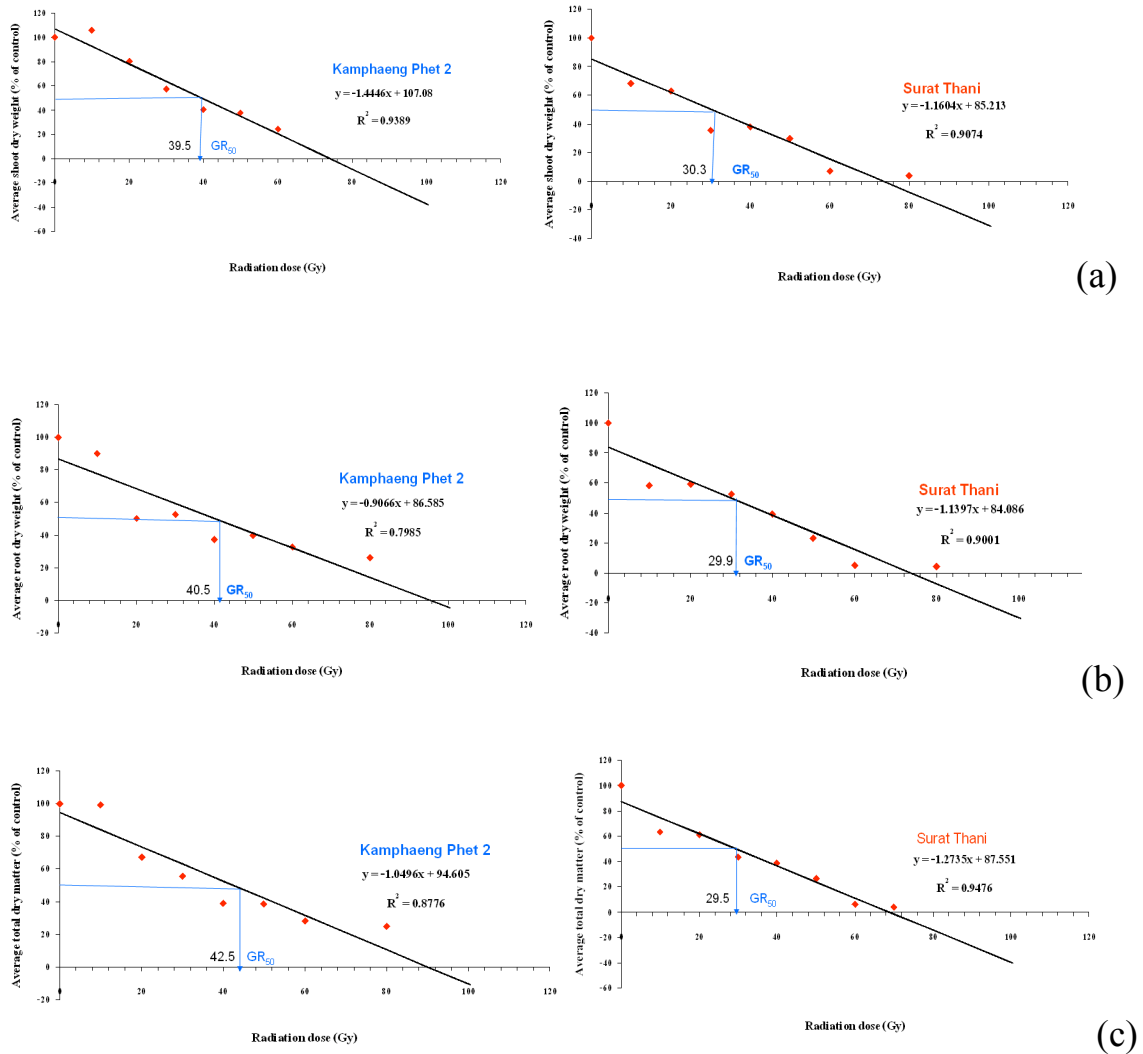 Average shoot dry weight (% of control)
120
100
80
60
40
20
0
-20
-40
-60
0
20
40
60
80
100
120
Kamphaeng Phet 2
y = -1.4446x + 107.08
R2 = 0.9389
39.5
GR50
Radiation dose (Gy)
Average shoot dry weight (% of control)
120
100
80
60
40
20
0
-20
-40
0
20
40
60
80
100
120
Surat Thani
y = -1.1604x + 85.213
R2 = 0.9074
30.3
GR50
Radiation dose (Gy)
(a)
Average root dry weight (% of control)
120
100
80
60
40
20
0
-20
0
20
40
60
80
100
120
Kamphaeng Phet 2
y = -0.9066x + 86.585
R2 = 0.7985
40.5
GR50
Radiation dose (Gy)
Average root dry weight (% of control)
120
100
80
60
40
20
0
-20
-40
0
20
40
60
80
100
Surat Thani
y = -1.1397x + 84.086
R2 = 0.9001
29.9
GR50
Radiation dose (Gy)
(b)
Average total dry matter (% of control)
120
100
80
60
40
20
0
-20
0
20
40
60
80
100
120
Kamphaeng Phet 2
y = -1.0496x + 94.605
R2 = 0.8776
42.5
GR50
Radiation dose (Gy)
Average total dry matter (% of control)
120
100
80
60
40
20
0
-20
-40
-60
0
20
40
60
80
100
120
Surat Thani
y = -1.2735x + 87.551
R2 = 0.9476
29.5
GR50
Radiation dose (Gy)
(c)